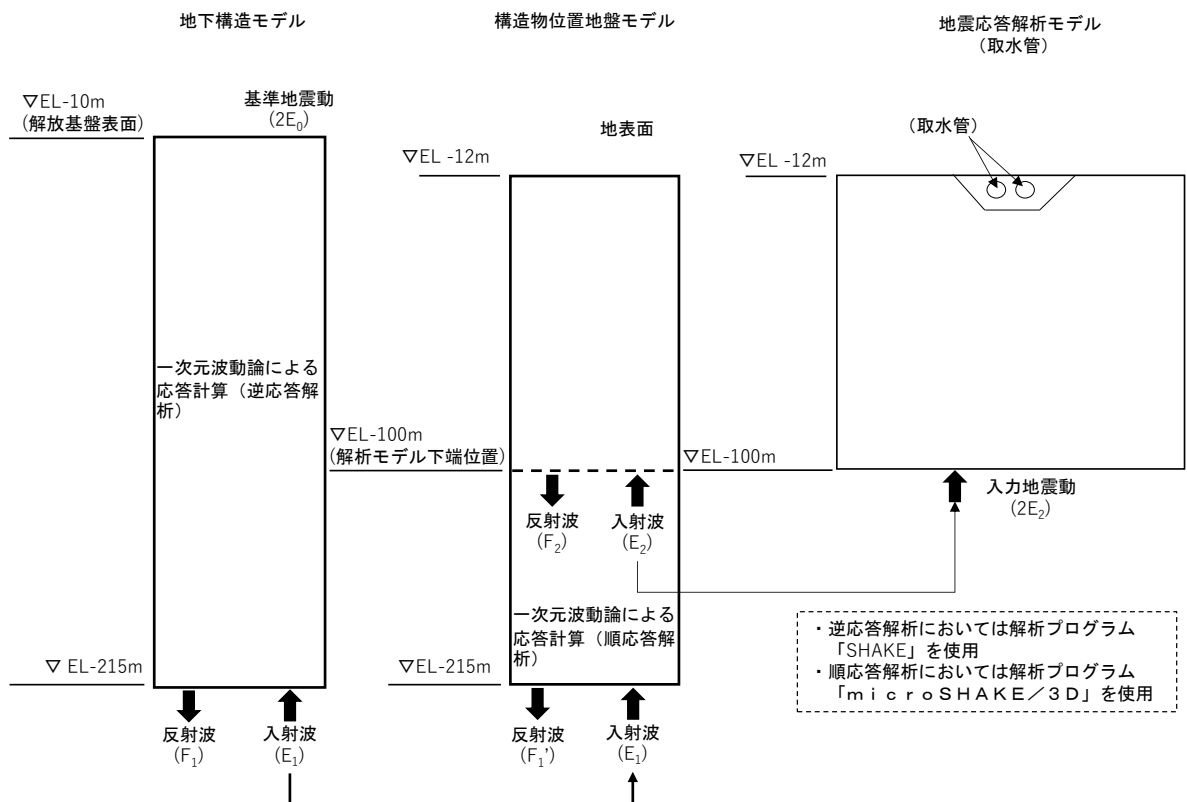 地下構造モデル
▽EL-10m
(解放基盤表面)
基準地震動
(2E₀)
一次元波動論による
応答計算（逆応答解
析）
▽ EL-215m
反射波
(F₁)
入射波
(E₁)
構造物位置地盤モデル
地表面
▽EL -12m
▽EL-100m
(解析モデル下端位置)
反射波
(F₂)
入射波
(E₂)
一次元波動論による
応答計算（順応答解
析）
▽EL-215m
反射波
(F₁')
入射波
(E₁)
地震応答解析モデル
（取水管）
▽EL -12m
（取水管）
▽EL-100m
入力地震動
(2E₂)
・逆応答解析においては解析プログラム
「SHAKE」を使用
・順応答解析においては解析プログラム
「ｍｉｃｒｏＳＨＡＫＥ／３Ｄ」を使用